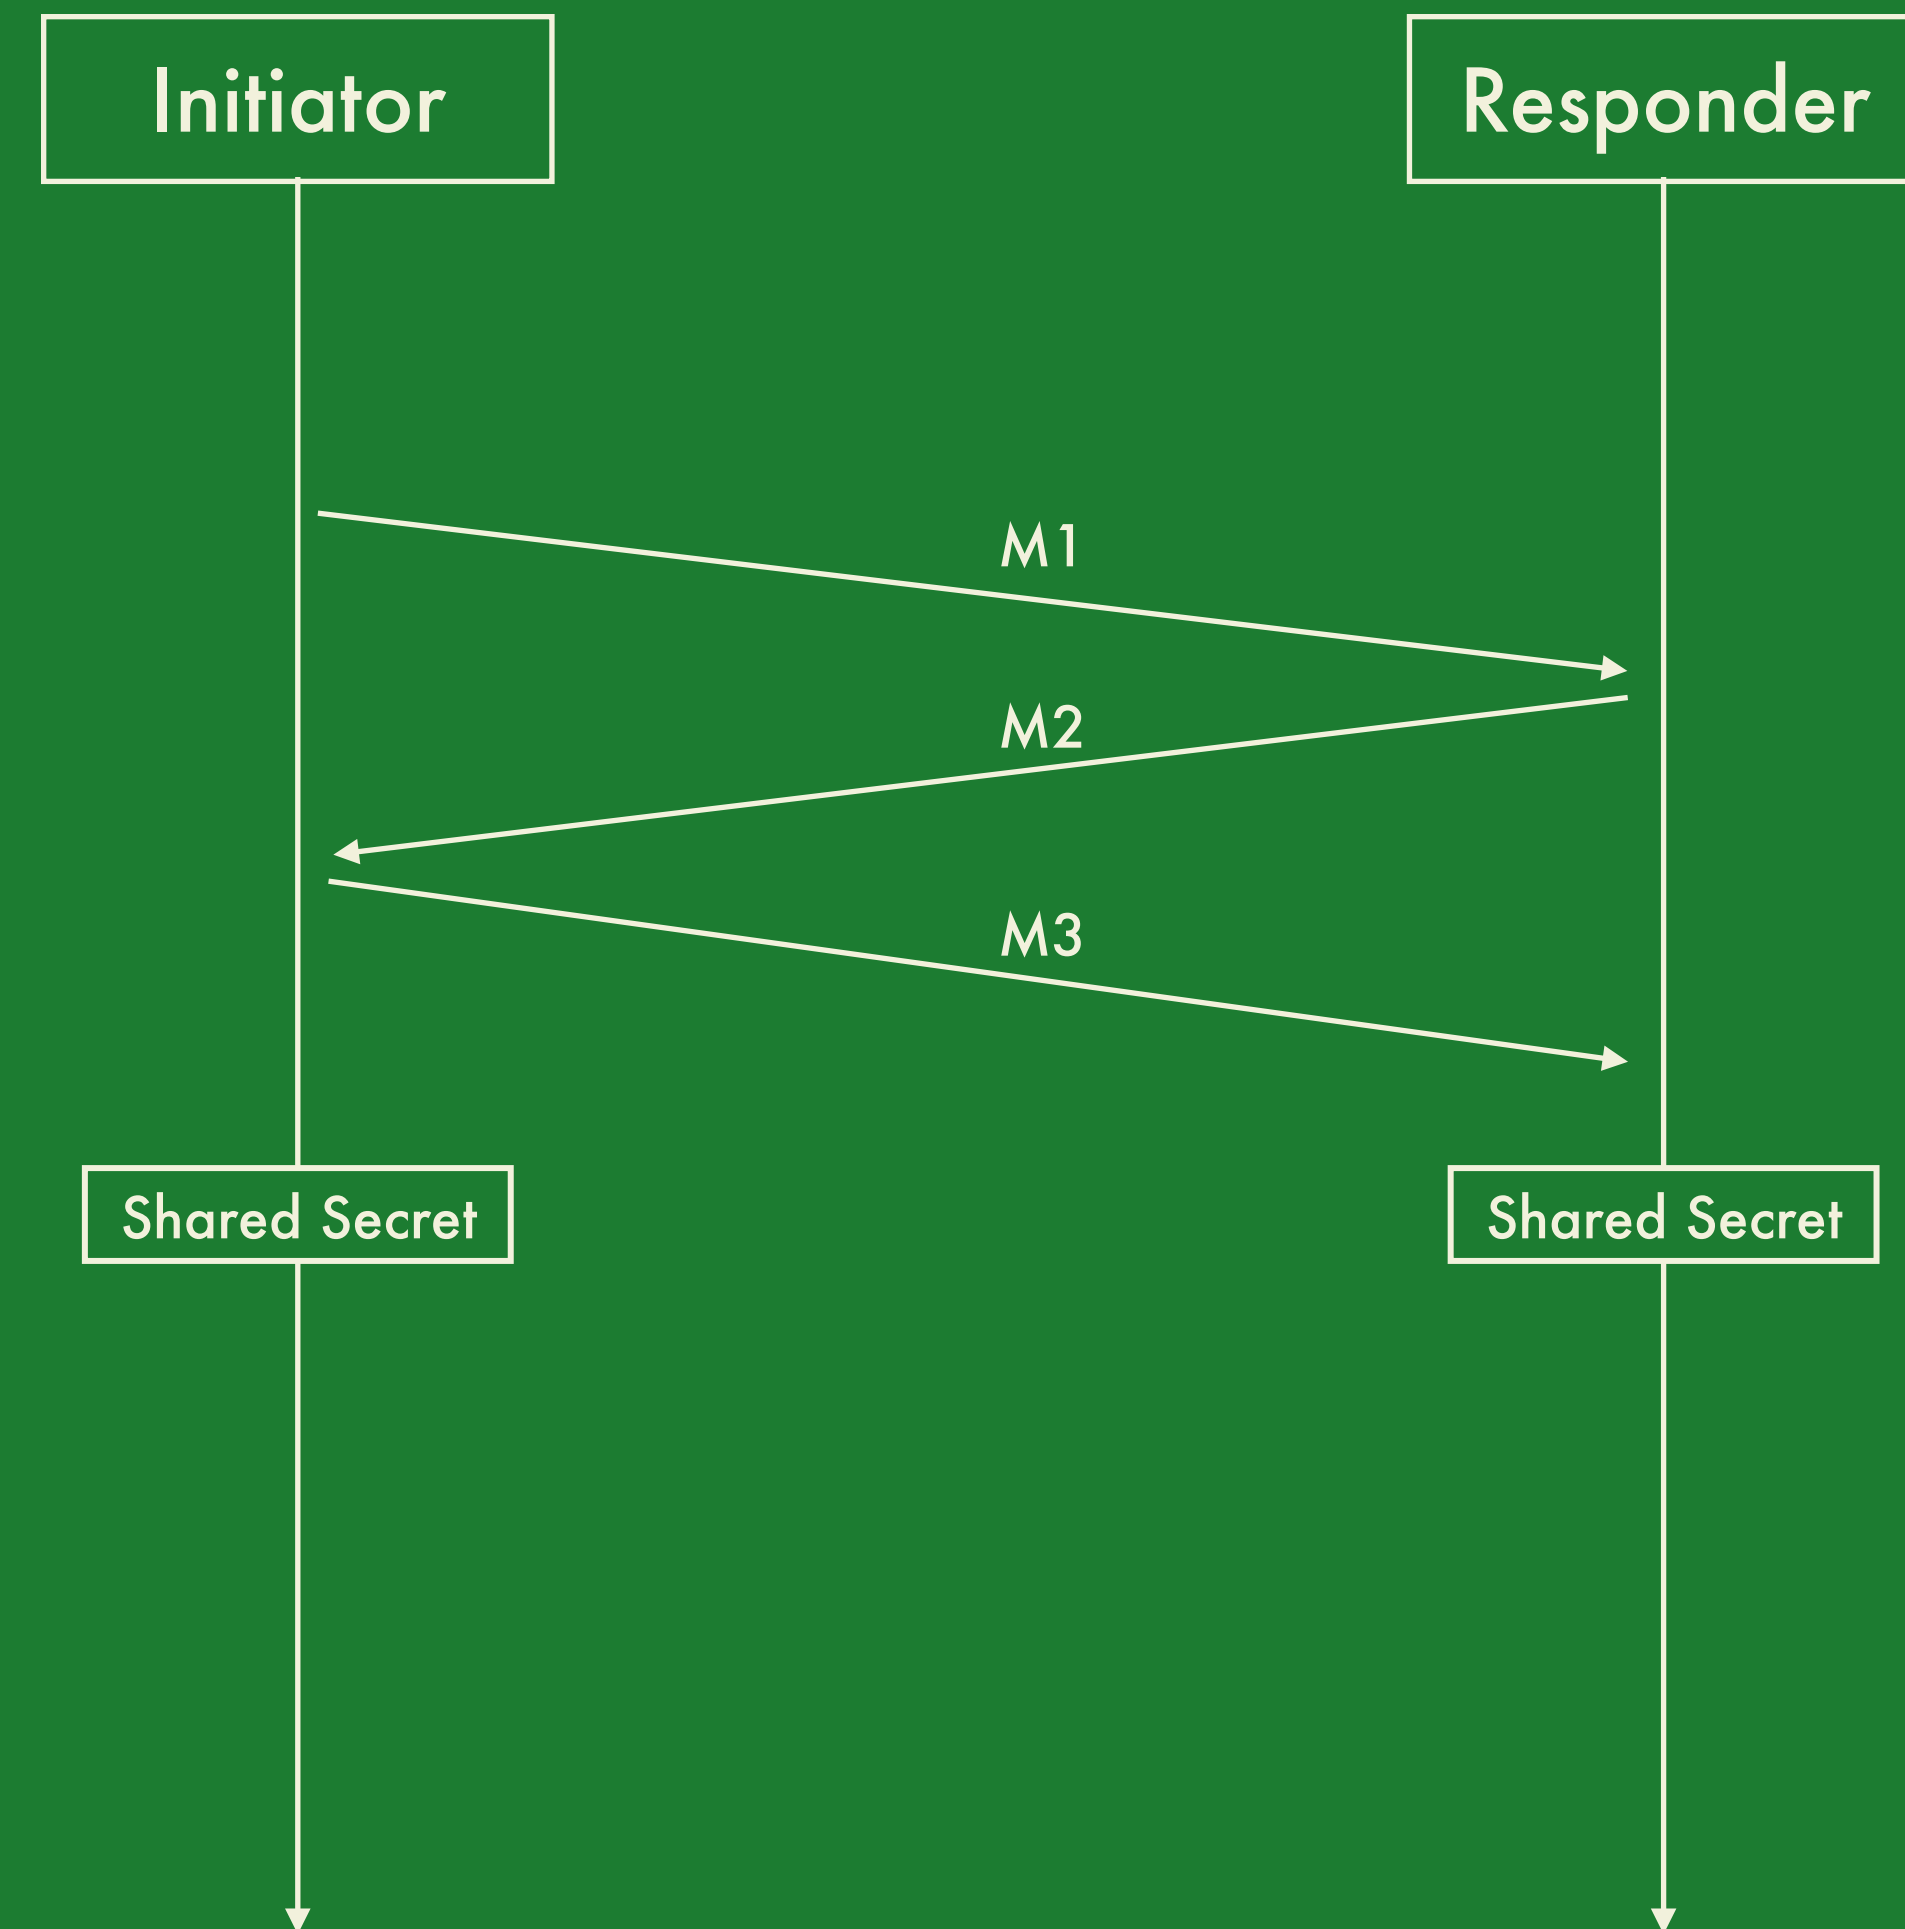 Initiator
Responder
M1
M2
M3
Shared Secret
Shared Secret